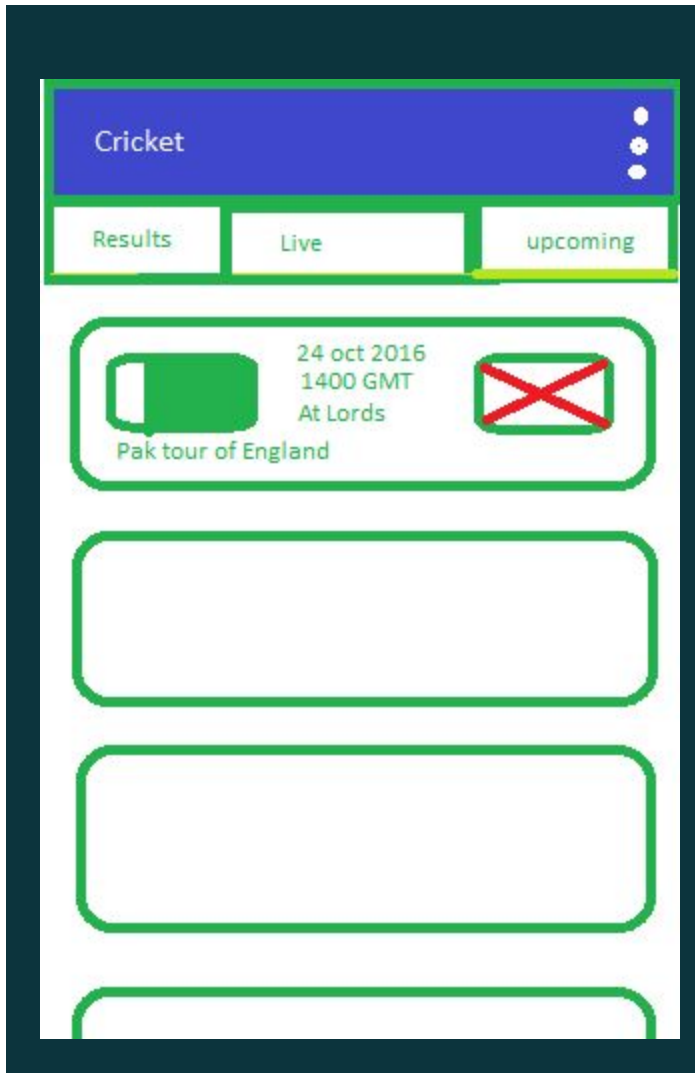 Cricket
Results Live upcoming
24 oct 2016
1400 GMT
At Lords
Pak tour of England